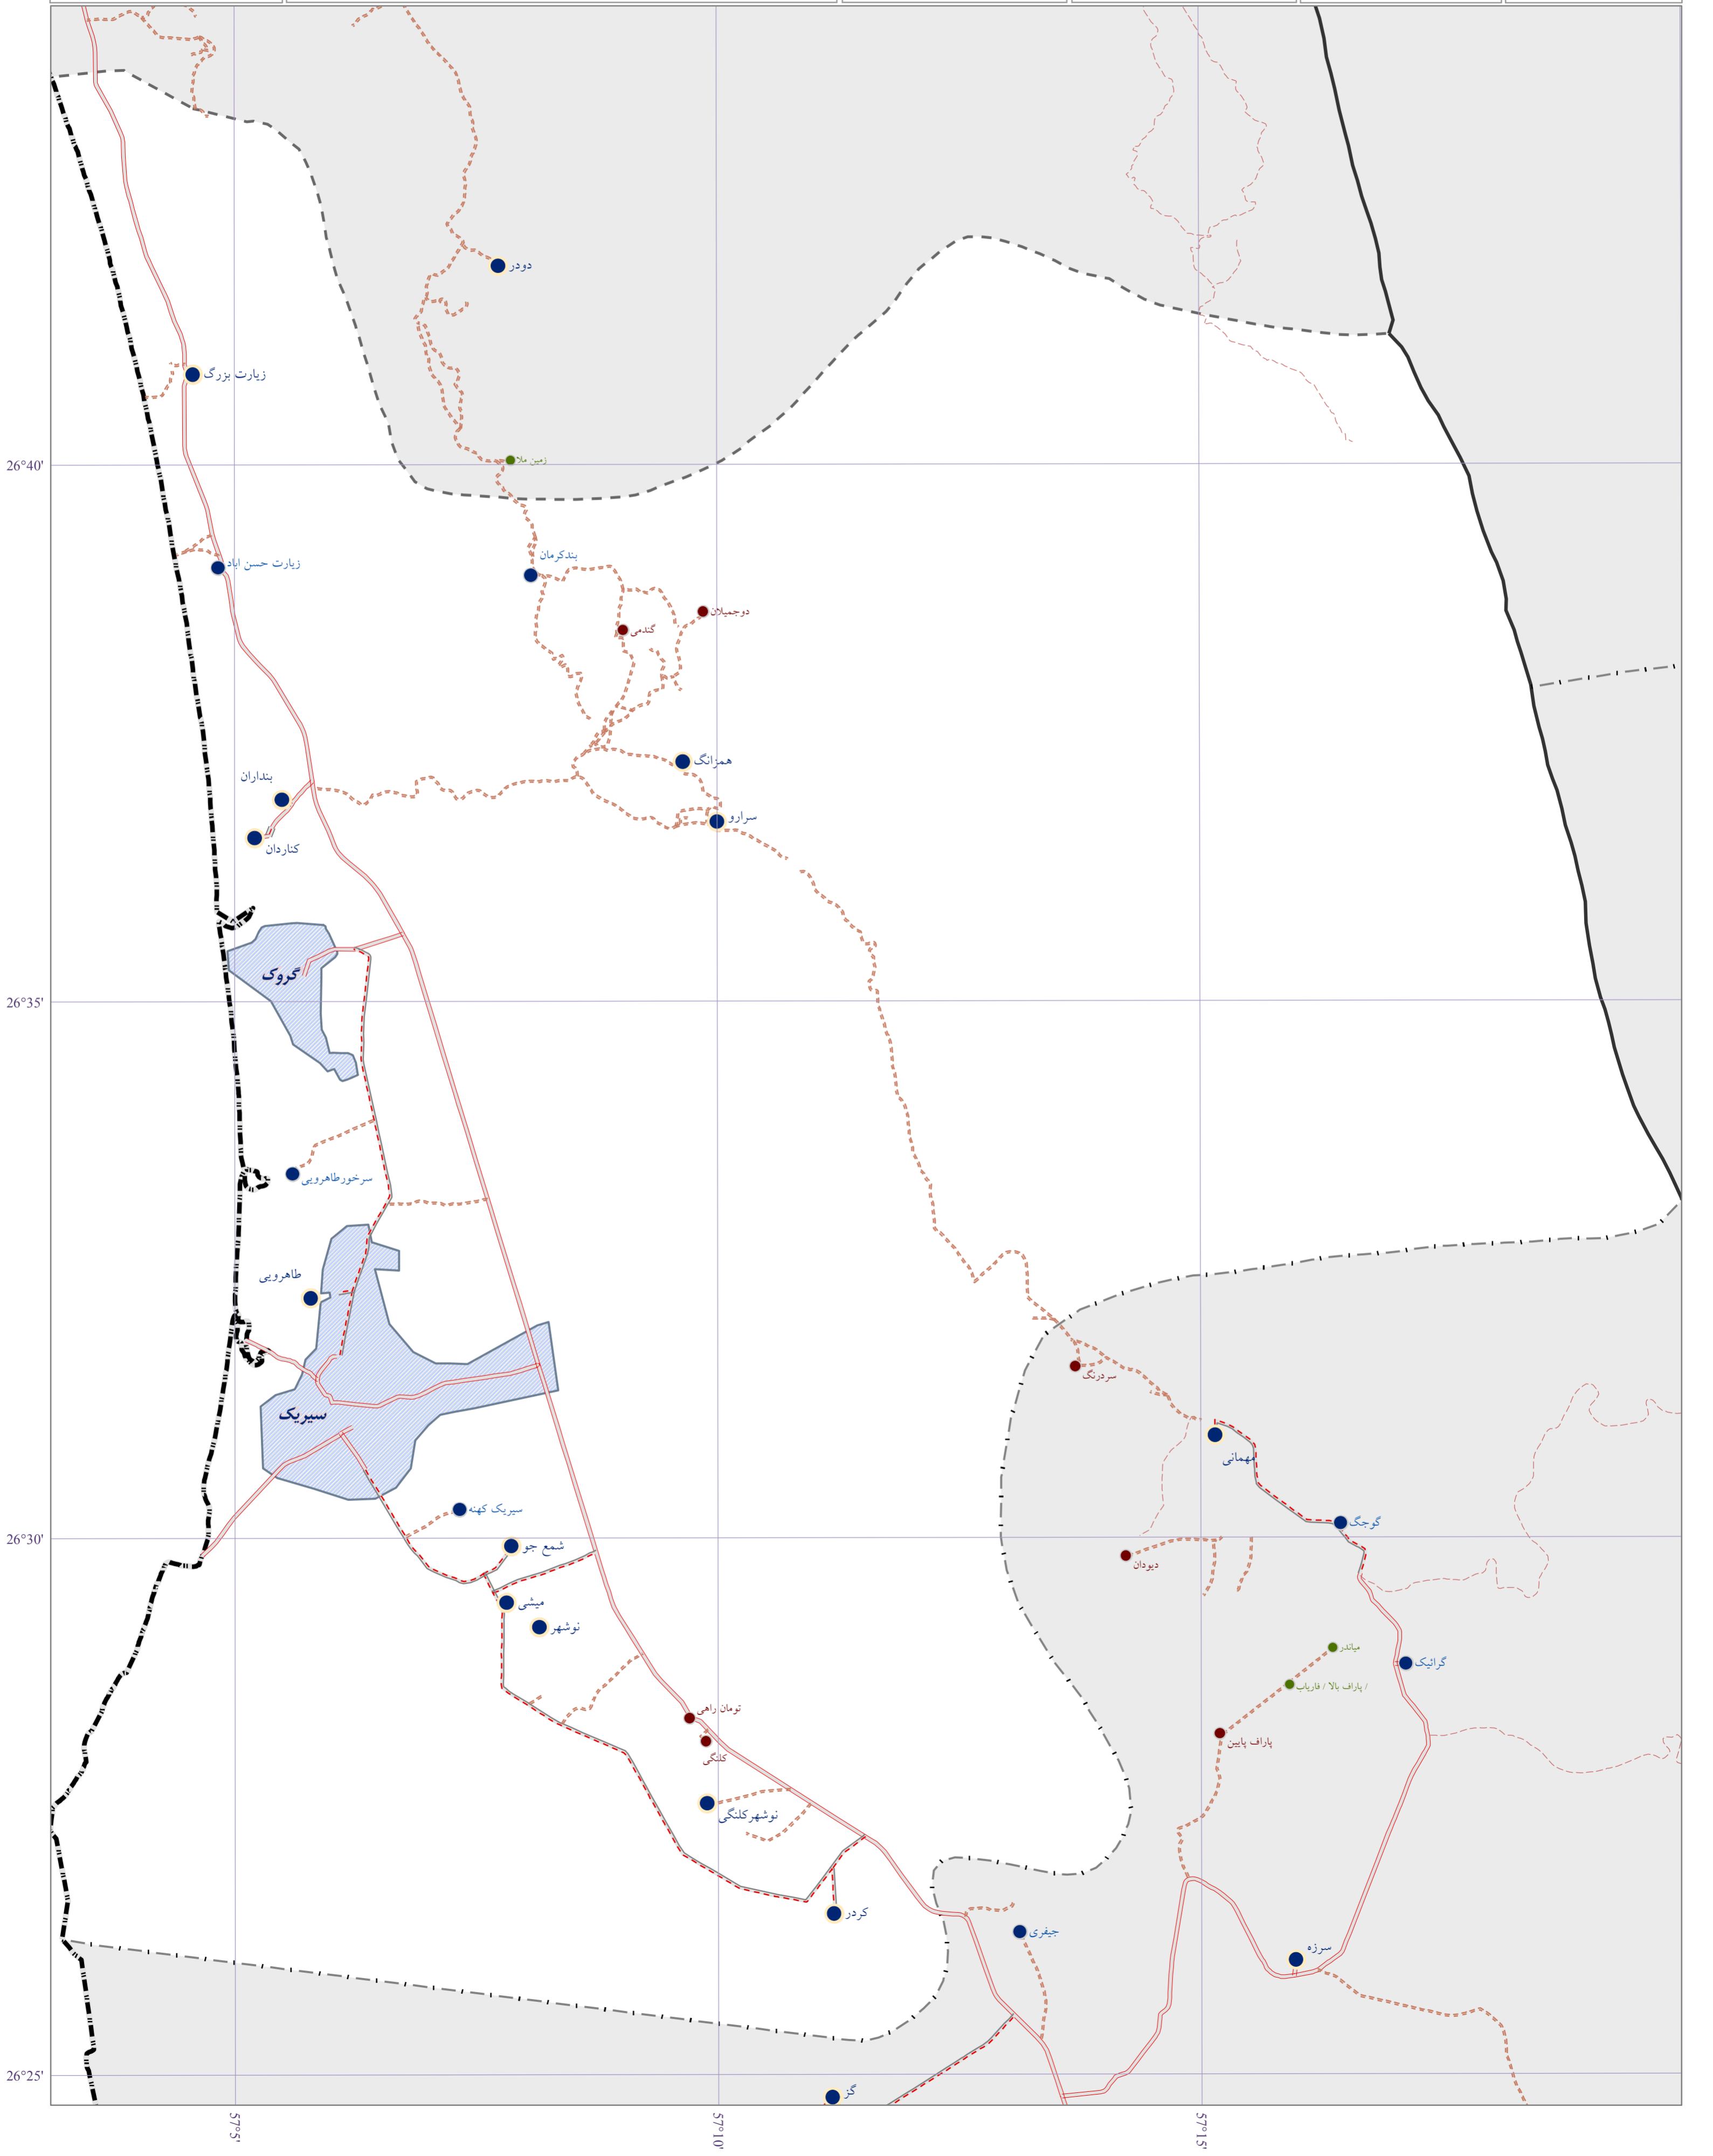 دودر
زیارت بزرگ
26°40'
زمین ملا
زیارت حسن اباد
بندکرمان
دوجمیلان
گندمی
همزانگ
بنداران
سرارو
کناردان
گروک
26°35'
سرخورطاهرویی
طاهرویی
سردرنگ
سیریک
مهمانی
سیریک کهنه
گوجگ
26°30'
شمع جو
دیودان
میشی
نوشهر
میاندر
گرائیک
پاراف بالا / فاریاب /
تومان راهی
پاراف پایین
کلنگی
نوشهرکلنگی
کردر
جیفری
سرزه
26°25'
گز
57°5'
57°10'
57°15'